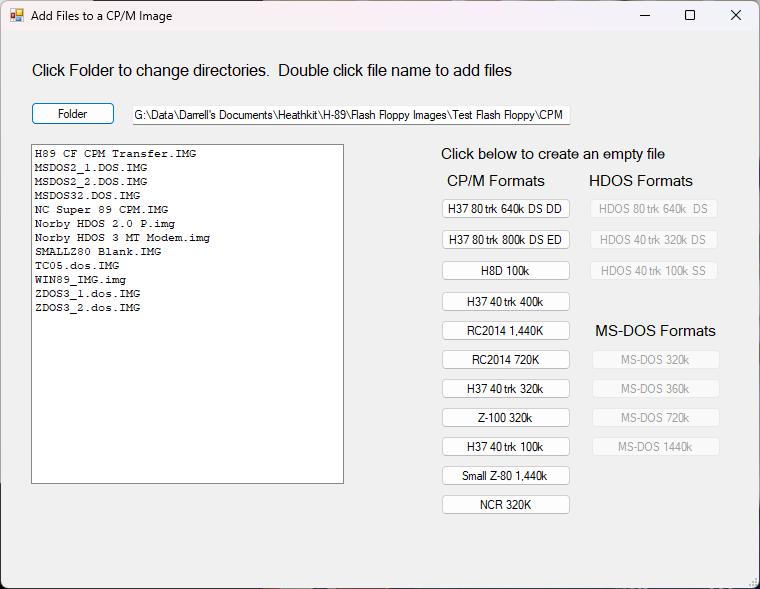 Add Files to a CP/M Image
Click Folder to change directories.  Double click file name to add files
Folder
G:\Data\Darrell's Documents\Heathkit\H-89\Flash Floppy Images\Test Flash Floppy\CPM
H89 CF CPM Transfer.IMG
MSDOS2_1.DOS.IMG
MSDOS2_2.DOS.IMG
MSDOS32.DOS.IMG
NC Super 89 CPM.IMG
Norby HDOS 2.0 P.img
Norby HDOS 3 MT Modem.img
SMALLZ80 Blank.IMG
TC05.dos.IMG
WIN89_IMG.img
ZDOS3_1.dos.IMG
ZDOS3_2.dos.IMG
Click below to create an empty file
CP/M Formats
H37 80 trk 640k DS DD
H37 80 trk 800k DS ED
H8D 100k
H37 40 trk 400k
RC2014 1,440K
RC2014 720K
H37 40 trk 320k
Z-100 320k
H37 40 trk 100k
Small Z-80 1,440k
NCR 320K
HDOS Formats
HDOS 80 trk 640k  DS
HDOS 40 trk 320k DS
HDOS 40 trk 100k SS
MS-DOS Formats
MS-DOS 320k
MS-DOS 360k
MS-DOS 720k
MS-DOS 1440k